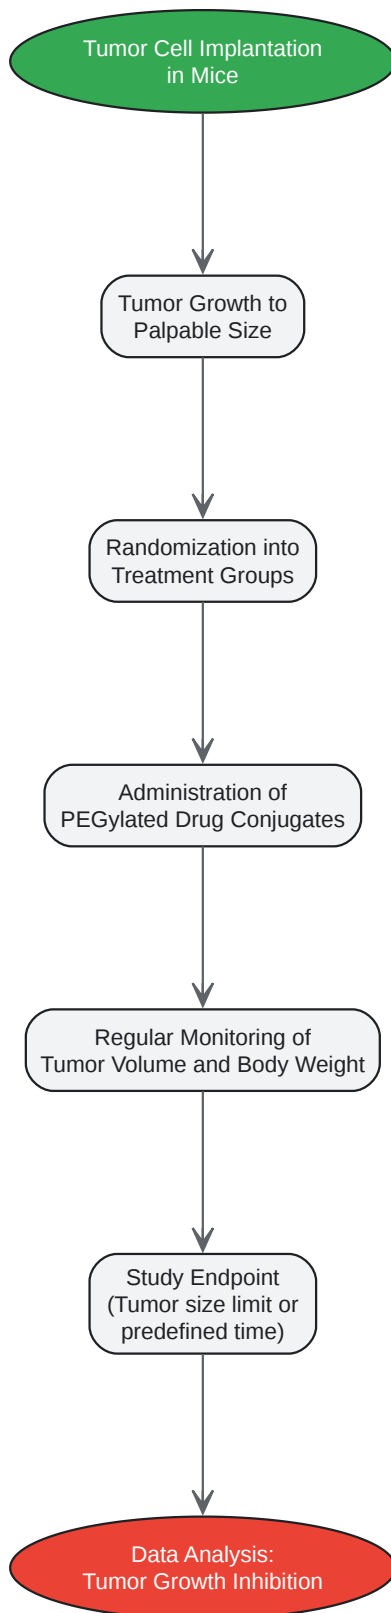 Tumor Cell Implantation
in Mice
Tumor Growth to
Palpable Size
Randomization into
Treatment Groups
Administration of
PEGylated Drug Conjugates
Regular Monitoring of
Tumor Volume and Body Weight
Study Endpoint
(Tumor size limit or
predefined time)
Data Analysis:
Tumor Growth Inhibition